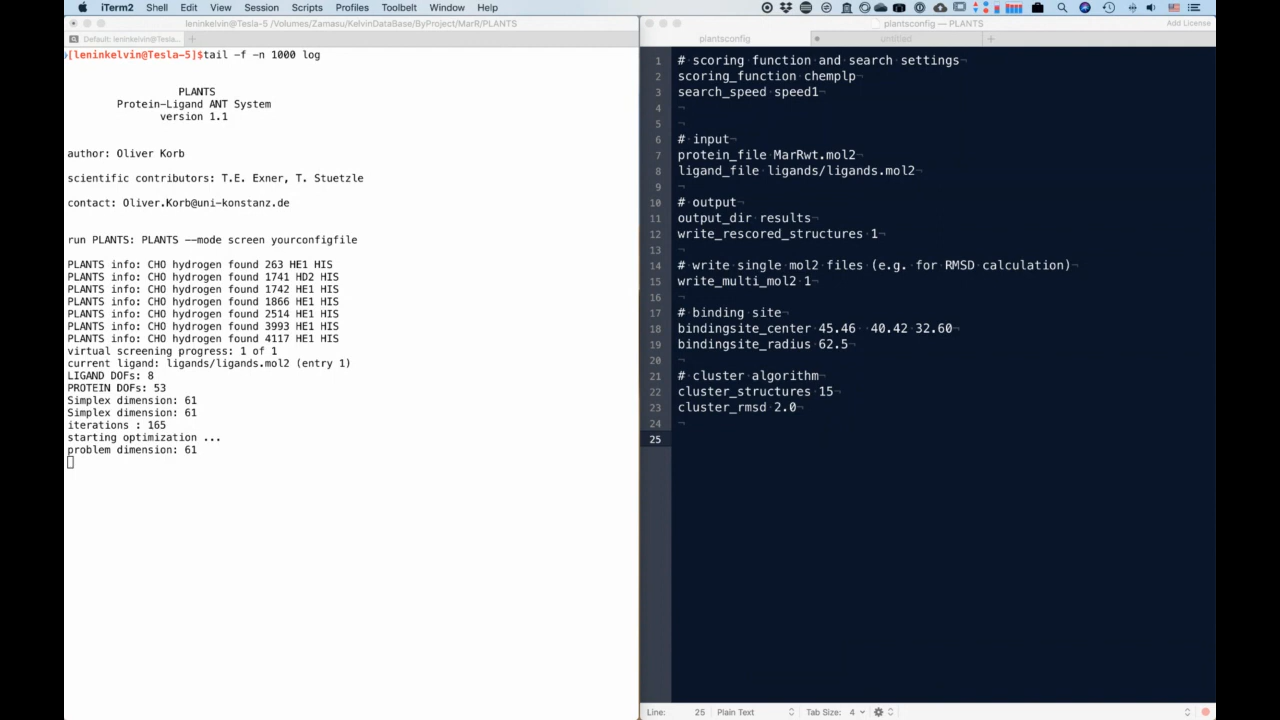 iTerm2 Shell Edit View Session Scripts Profiles Toolbelt Window Help
leninkelvin@Tesla-5 /Volumes/Zamasu/KelvinDataBase/ByProject/MarR/PLANTS
Default: leninkelvin@Tesla...
[leninkelvin@Tesla-5]$tail -f -n 1000 log
PLANTS
Protein-Ligand ANT System
version 1.1
author: Oliver Korb
scientific contributors: T.E. Exner, T. Stuetzle
contact: Oliver.Korb@uni-konstanz.de
run PLANTS: PLANTS --mode screen yourconfigfile
PLANTS info: CHO hydrogen found 263 HE1 HIS
PLANTS info: CHO hydrogen found 1741 HD2 HIS
PLANTS info: CHO hydrogen found 1742 HE1 HIS
PLANTS info: CHO hydrogen found 1866 HE1 HIS
PLANTS info: CHO hydrogen found 2514 HE1 HIS
PLANTS info: CHO hydrogen found 3993 HE1 HIS
PLANTS info: CHO hydrogen found 4117 HE1 HIS
virtual screening progress: 1 of 1
current ligand: ligands/ligands.mol2 (entry 1)
LIGAND DOFs: 8
PROTEIN DOFs: 53
Simplex dimension: 61
Simplex dimension: 61
iterations : 165
starting optimization ...
problem dimension: 61
plantsconfig — PLANTS Add License
plantsconfig untitled
1 # scoring function and search settings
2 scoring_function chemplp
3 search_speed speed1
4
5
6 # input
7 protein_file MarRwt.mol2
8 ligand_file ligands/ligands.mol2
9
10 # output
11 output_dir results
12 write_rescored_structures 1
13
14 # write single mol2 files (e.g. for RMSD calculation)
15 write_multi_mol2 1
16
17 # binding site
18 bindingsite_center 45.46  40.42 32.60
19 bindingsite_radius 62.5
20
21 # cluster algorithm
22 cluster_structures 15
23 cluster_rmsd 2.0
24
25
Line: 25 Plain Text Tab Size: 4